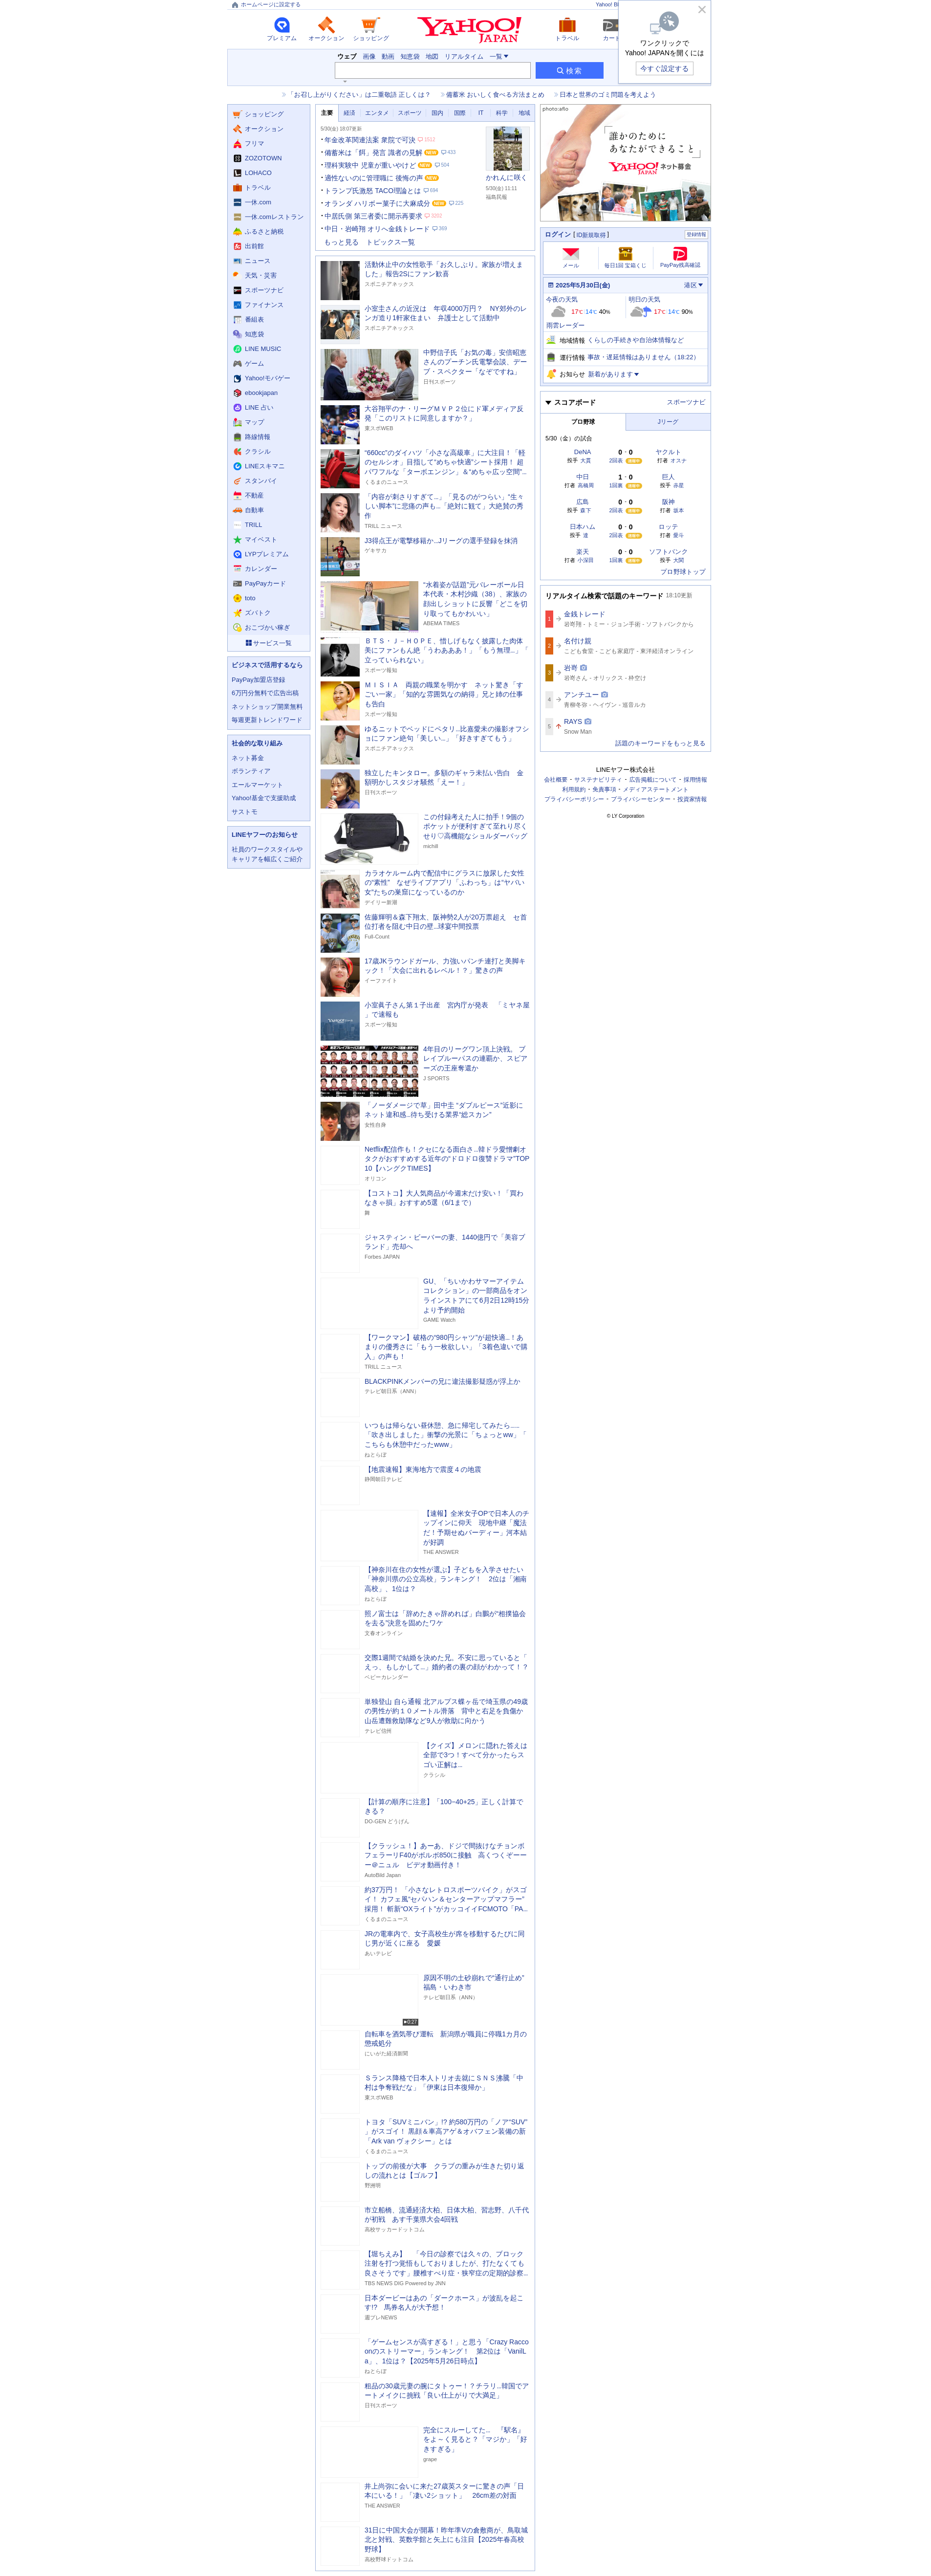 ホームページに設定する
Yahoo! B
ワンクリックで
Yahoo! JAPANを開くには
今すぐ設定する
プレミアム
オークション
ショッピング
YAHOO!
JAPAN
トラベル
カード
ウェブ 画像 動画 知恵袋 地図 リアルタイム 一覧
検索
「お召し上がりください」は二重敬語 正しくは？
備蓄米 おいしく食べる方法まとめ
日本と世界のゴミ問題を考えよう
ショッピング
オークション
フリマ
ZOZOTOWN
LOHACO
トラベル
一休.com
一休.comレストラン
ふるさと納税
出前館
ニュース
天気・災害
スポーツナビ
ファイナンス
番組表
知恵袋
LINE MUSIC
ゲーム
Yahoo!モバゲー
ebookjapan
LINE 占い
マップ
路線情報
クラシル
LINEスキマニ
スタンバイ
不動産
自動車
TRILL
マイベスト
LYPプレミアム
カレンダー
PayPayカード
toto
ズバトク
おこづかい稼ぎ
サービス一覧
ビジネスで活用するなら
PayPay加盟店登録
6万円分無料で広告出稿
ネットショップ開業無料
毎週更新トレンドワード
社会的な取り組み
ネット募金
ボランティア
エールマーケット
Yahoo!基金で支援助成
サストモ
LINEヤフーのお知らせ
社員のワークスタイルや
キャリアを幅広くご紹介
主要 経済 エンタメ スポーツ 国内 国際 IT 科学 地域
5/30(金) 18:07更新
年金改革関連法案 衆院で可決
備蓄米は「餌」発言 識者の見解 NEW
理科実験中 児童が重いやけど NEW 504
適性ないのに管理職に 後悔の声 NEW
トランプ氏激怒 TACO理論とは
オランダ ハリボー菓子に大麻成分 NEW 225
中居氏側 第三者委に開示再要求
中日・岩崎翔 オリへ金銭トレード
もっと見る トピックス一覧
かれんに咲く
5/30(金) 11:11
福島民報
活動休止中の女性歌手「お久しぶり。家族が増えま
した」報告2Sにファン歓喜
スポニチアネックス
小室圭さんの近況は 年収4000万円？ NY郊外のレ
ンガ造り1軒家住まい 弁護士として活動中
スポニチアネックス
中野信子氏「お気の毒」安倍昭恵
さんのプーチン氏電撃会談、デー
ブ・スペクター「なぞですね」
日刊スポーツ
大谷翔平のナ・リーグＭＶＰ２位にド軍メディア反
発「このリストに同意しますか？」
東スポWEB
“660cc”のダイハツ「小さな高級車」に大注目！「軽
のセルシオ」目指して“めちゃ快適”シート採用！ 超
パワフルな「ターボエンジン」＆“めちゃ広ッ空間”...
くるまのニュース
「内容が刺さりすぎて...」「見るのがつらい」“生々
しい脚本”に悲痛の声も...「絶対に観て」大絶賛の秀
作
TRILL ニュース
J3得点王が電撃移籍か...Jリーグの選手登録を抹消
ゲキサカ
“水着姿が話題”元バレーボール日
本代表・木村沙織（38）、家族の
顔出しショットに反響「どこを切
り取ってもかわいい」
ABEMA TIMES
ＢＴＳ・Ｊ－ＨＯＰＥ、惜しげもなく披露した肉体
美にファンもん絶「うわあああ！」「もう無理...」「
立っていられない」
スポーツ報知
ＭＩＳＩＡ 両親の職業を明かす ネット驚き「す
ごい一家」「知的な雰囲気なの納得」兄と姉の仕事
も告白
スポーツ報知
ゆるニットでベッドにペタリ...比嘉愛未の撮影オフシ
ョにファン絶句「美しい...」「好きすぎてもう」
スポニチアネックス
独立したキンタロー。多額のギャラ未払い告白 金
額明かしスタジオ騒然「えー！」
日刊スポーツ
この付録考えた人に拍手！9個の
ポケットが便利すぎて至れり尽く
せり♡高機能なショルダーバッグ
michill
カラオケルーム内で配信中にグラスに放尿した女性
の“素性” なぜライブアプリ「ふわっち」は“ヤバい
女”たちの巣窟になっているのか
デイリー新潮
佐藤輝明＆森下翔太、阪神勢2人が20万票超え セ首
位打者を阻む中日の壁...球宴中間投票
Full-Count
17歳JKラウンドガール、力強いパンチ連打と美脚キ
ック！「大会に出れるレベル！？」驚きの声
イーファイト
小室眞子さん第１子出産 宮内庁が発表 「ミヤネ屋
」で速報も
スポーツ報知
4年目のリーグワン頂上決戦。 ブ
レイブルーパスの連覇か、スピア
ーズの王座奪還か
J SPORTS
「ノーダメージで草」田中圭 “ダブルピース”近影に
ネット違和感...待ち受ける業界“総スカン”
女性自身
Netflix配信作も！クセになる面白さ...韓ドラ愛憎劇オ
タクがおすすめする近年の“ドロドロ復讐ドラマ”TOP
10【ハングクTIMES】
オリコン
【コストコ】大人気商品が今週末だけ安い！「買わ
なきゃ損」おすすめ5選（6/1まで）
ジャスティン・ビーバーの妻、1440億円で「美容ブ
ランド」売却へ
Forbes JAPAN
GU、「ちいかわサマーアイテム
コレクション」の一部商品をオン
ラインストアにて6月2日12時15分
より予約開始
GAME Watch
【ワークマン】破格の“980円シャツ”が超快適...！あ
まりの優秀さに「もう一枚欲しい」「3着色違いで購
入」の声も！
TRILL ニュース
BLACKPINKメンバーの兄に違法撮影疑惑が浮上か
テレビ朝日系（ANN）
いつもは帰らない昼休憩、急に帰宅してみたら......
「吹き出しました」衝撃の光景に「ちょっとww」「
こちらも休憩中だったwww」
ねとらぼ
【地震速報】東海地方で震度４の地震
静岡朝日テレビ
【速報】全米女子OPで日本人のチ
ップインに仰天 現地中継「魔法
だ！予期せぬバーディー」河本結
が好調
THE ANSWER
【神奈川在住の女性が選ぶ】子どもを入学させたい
「神奈川県の公立高校」ランキング！ 2位は「湘南
高校」、1位は？
ねとらぼ
照ノ富士は「辞めたきゃ辞めれば」白鵬が“相撲協会
を去る”決意を固めたワケ
文春オンライン
交際1週間で結婚を決めた兄。不安に思っていると「
えっ、もしかして...」婚約者の裏の顔がわかって！？
ベビーカレンダー
単独登山 自ら通報 北アルプス蝶ヶ岳で埼玉県の49歳
の男性が約１０メートル滑落 背中と右足を負傷か
山岳遭難救助隊など9人が救助に向かう
テレビ信州
【クイズ】メロンに隠れた答えは
全部で3つ！すべて分かったらス
ゴい正解は...
クラシル
【計算の順序に注意】「100−40+25」正しく計算で
きる？
DO-GEN どうげん
【クラッシュ！】あーあ、ドジで間抜けなチョンボ
フェラーリF40がボルボ850に接触 高くつくぞーー
ー＠ニュル ビデオ動画付き！
AutoBild Japan
約37万円！ 「小さなレトロスポーツバイク」がスゴ
イ！ カフェ風“セパハン＆センターアップマフラー”
採用！ 斬新“OXライト”がカッコイイFCMOTO「PA...
くるまのニュース
JRの電車内で、女子高校生が席を移動するたびに同
じ男が近くに座る 愛媛
あいテレビ
原因不明の土砂崩れで“通行止め”
福島・いわき市
テレビ朝日系（ANN）
0:27
自転車を酒気帯び運転 新潟県が職員に停職1カ月の
懲戒処分
にいがた経済新聞
Ｓランス降格で日本人トリオ去就にＳＮＳ沸騰「中
村は争奪戦だな」「伊東は日本復帰か」
東スポWEB
トヨタ「SUVミニバン」!? 約580万円の「ノア“SUV”
」がスゴイ！ 黒顔＆車高アゲ＆オバフェン装備の新
「Ark van ヴォクシー」とは
くるまのニュース
トップの前後が大事 クラブの重みが生きた切り返
しの流れとは【ゴルフ】
野洲明
市立船橋、流通経済大柏、日体大柏、習志野、八千代
が初戦 あす千葉県大会4回戦
高校サッカードットコム
【堀ちえみ】 「今日の診察では久々の、ブロック
注射を打つ覚悟もしておりましたが、打たなくても
良さそうです」腰椎すべり症・狭窄症の定期的診察...
TBS NEWS DIG Powered by JNN
日本ダービーはあの「ダークホース」が波乱を起こ
す!? 馬券名人が大予想！
週プレNEWS
「ゲームセンスが高すぎる！」と思う「Crazy Racco
onのストリーマー」ランキング！ 第2位は「VanilL
a」、1位は？【2025年5月26日時点】
ねとらぼ
粗品の30歳元妻の腕にタトゥー！？チラリ...韓国でア
ートメイクに挑戦「良い仕上がりで大満足」
日刊スポーツ
完全にスルーしてた... 『駅名』
をよ～く見ると？「マジか」「好
きすぎる」
grape
井上尚弥に会いに来た27歳英スターに驚きの声「日
本にいる！」「凄い2ショット」 26cm差の対面
THE ANSWER
31日に中国大会が開幕！昨年準Vの倉敷商が、鳥取城
北と対戦、英数学館と矢上にも注目【2025年春高校
野球】
高校野球ドットコム
photo:aflo
「誰かのために
あなたができること」
YAHOO! JAPAN ネット募金
ログイン [ ID新規取得 ]
登録情報
メール
毎日1回 宝箱くじ
PayPay残高確認
2025年5月30日(金)
港区
今夜の天気
17℃ 14℃ 40%
明日の天気
17℃ 14℃ 90%
雨雲レーダー
地域情報 くらしの手続きや自治体情報など
運行情報 事故・遅延情報はありません（18:22）
お知らせ 新着があります
スコアボード
スポーツナビ
プロ野球
Jリーグ
5/30（金）の試合
DeNA 0 - 0 ヤクルト
投手 大貫 2回表 打者 オスナ
中日 1 - 0 巨人
打者 高橋周 1回裏 投手 赤星
広島 0 - 0 阪神
投手 森下 2回表 打者 坂本
日本ハム 0 - 0 ロッテ
投手 達 2回表 打者 愛斗
楽天 0 - 0 ソフトバンク
打者 小深田 1回裏 投手 大関
プロ野球トップ
リアルタイム検索で話題のキーワード 18:10更新
1 金銭トレード
岩嵜翔 - トミー・ジョン手術 - ソフトバンクから
2 名付け親
こども食堂 - こども家庭庁 - 東洋経済オンライン
3 岩嵜
岩嵜さん - オリックス - 枠空け
4 アンチユー
青柳冬弥 - ヘイヴン - 巡音ルカ
5 RAYS
Snow Man
話題のキーワードをもっと見る
LINEヤフー株式会社
会社概要 - サステナビリティ - 広告掲載について - 採用情報
利用規約 - 免責事項 - メディアステートメント
プライバシーポリシー - プライバシーセンター - 投資家情報
© LY Corporation